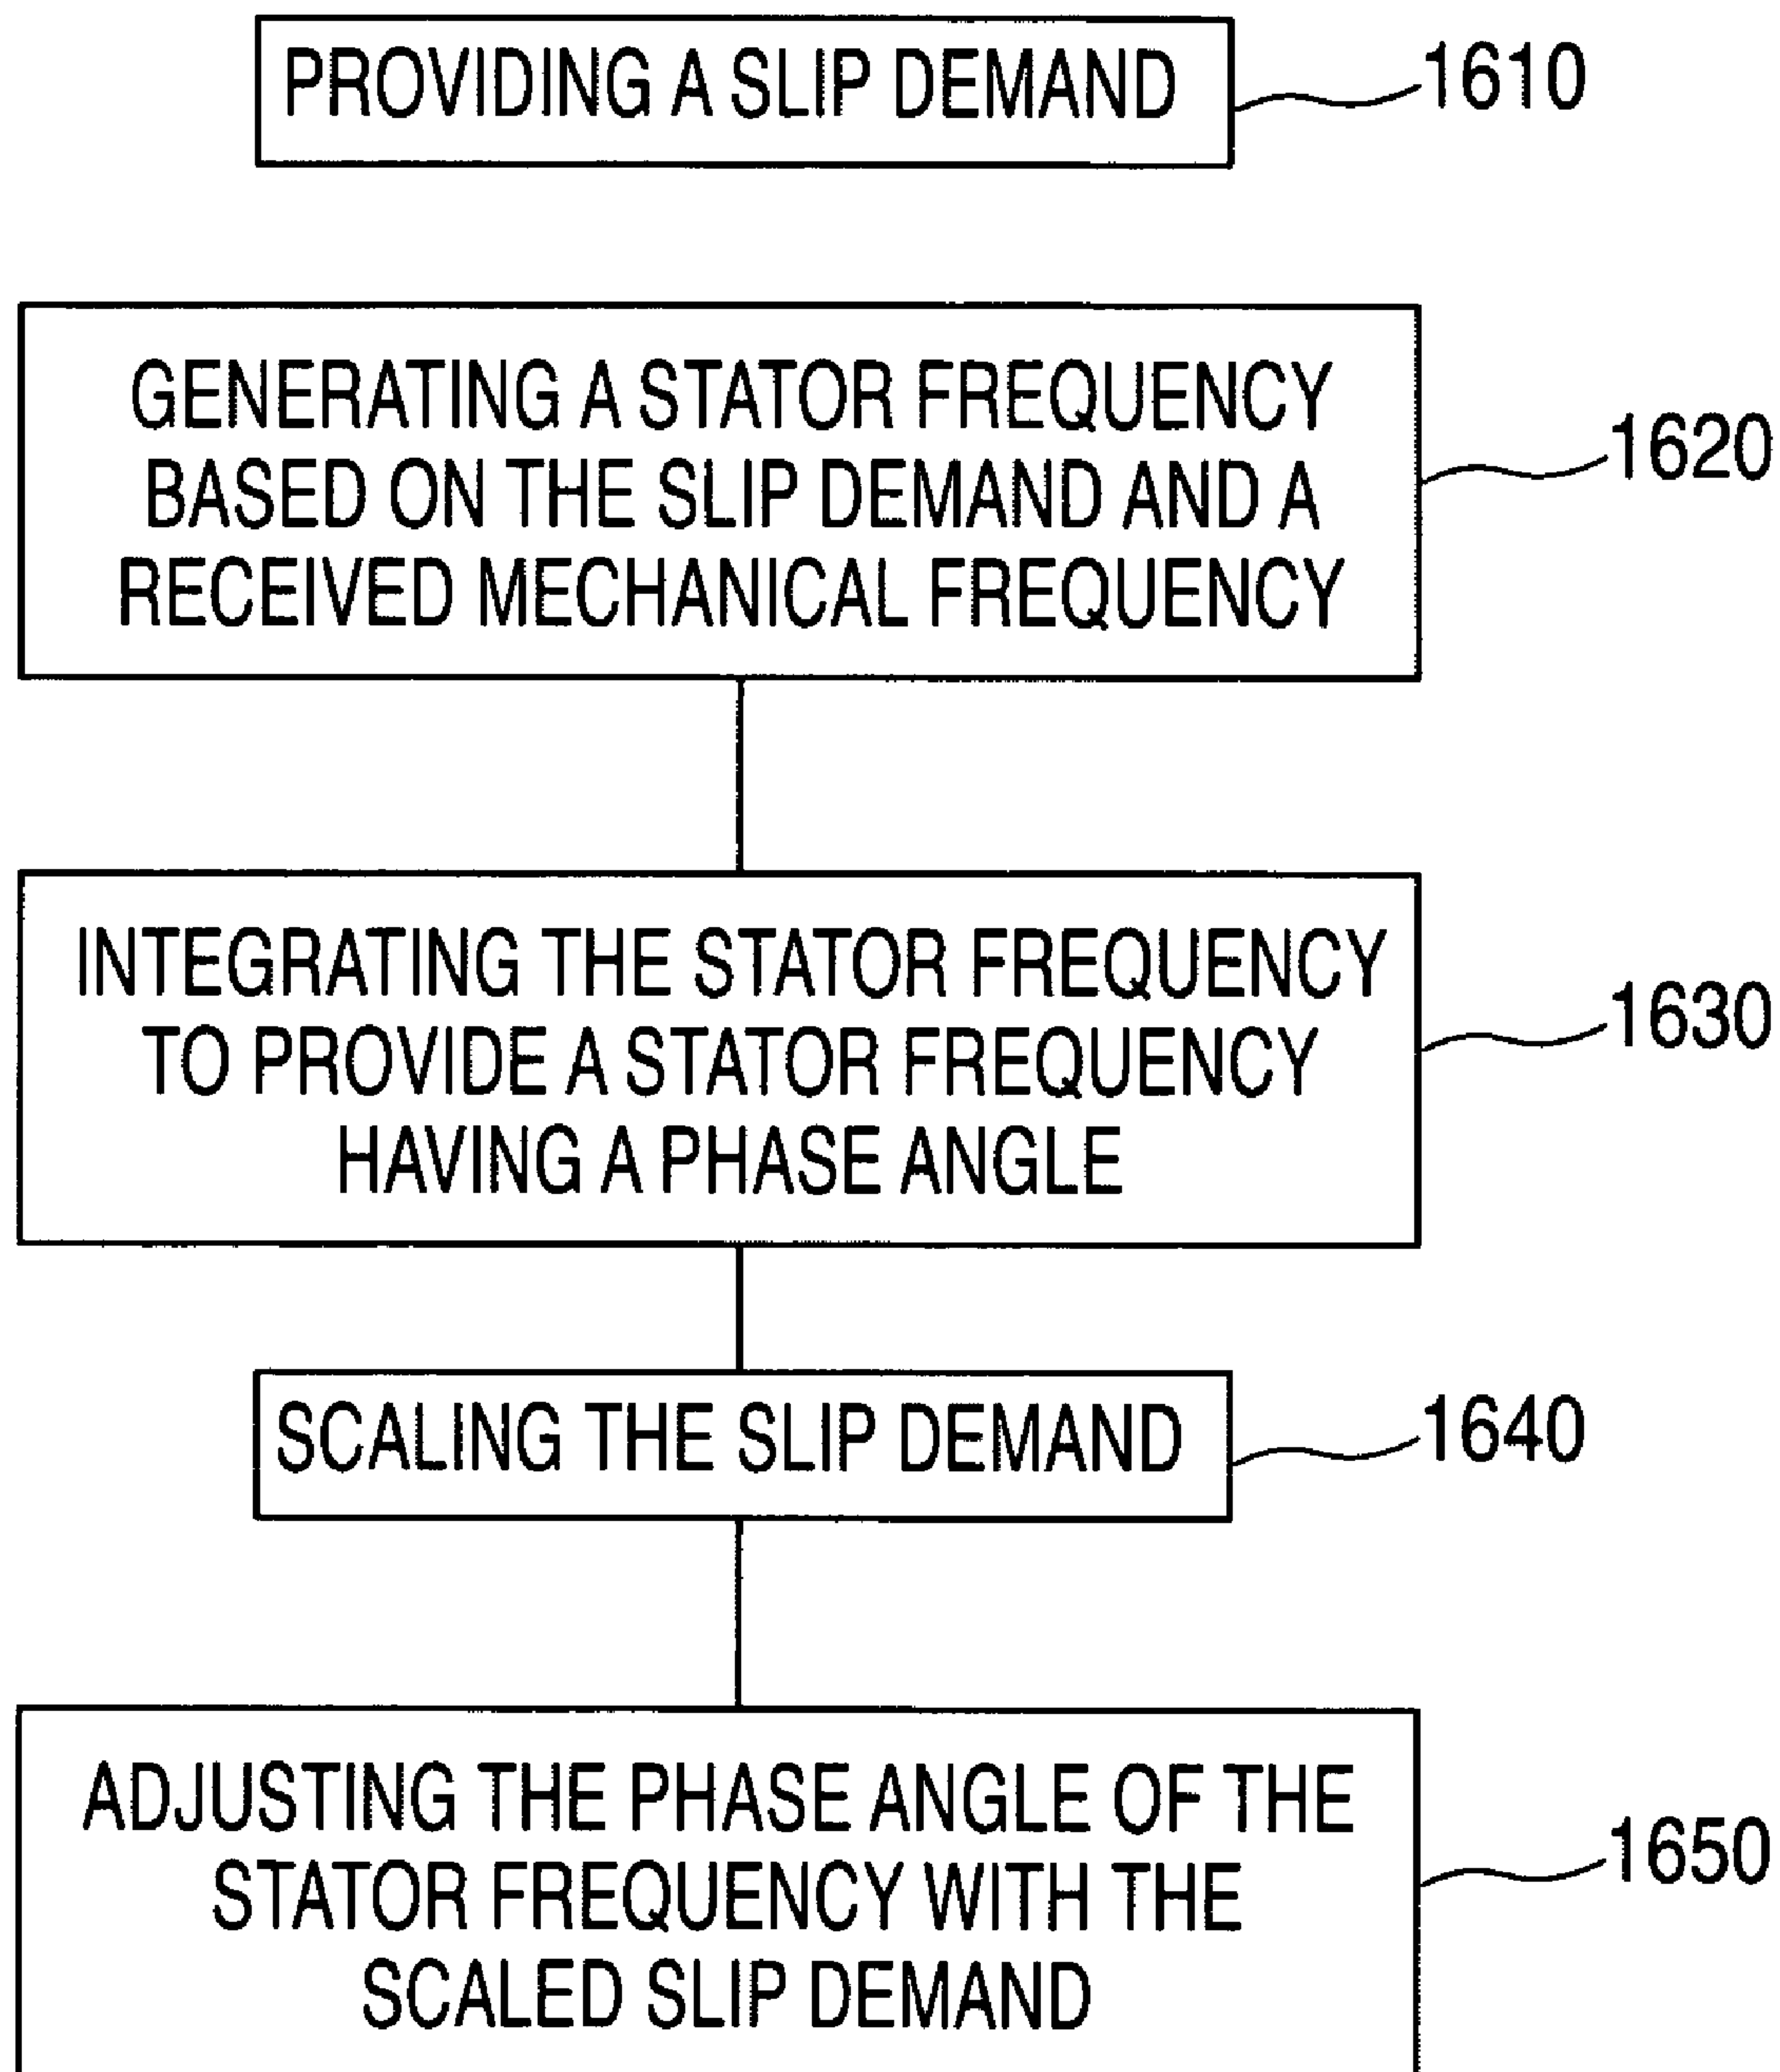 PROVIDING A SLIP DEMAND
1610
GENERATING A STATOR FREQUENCY
BASED ON THE SLIP DEMAND AND A
RECEIVED MECHANICAL FREQUENCY
1620
INTEGRATING THE STATOR FREQUENCY
TO PROVIDE A STATOR FREQUENCY
HAVING A PHASE ANGLE
1630
SCALING THE SLIP DEMAND
1640
ADJUSTING THE PHASE ANGLE OF THE
STATOR FREQUENCY WITH THE
SCALED SLIP DEMAND
1650